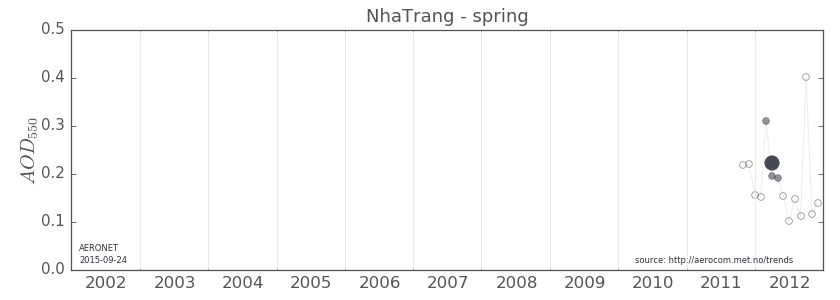 NhaTrang - spring
0.5
0.4
0.3
0.2
0.1
0.0
AOD550
AERONET
2015-09-24
source: http://aerocom.met.no/trends
2002 2003 2004 2005 2006 2007 2008 2009 2010 2011 2012